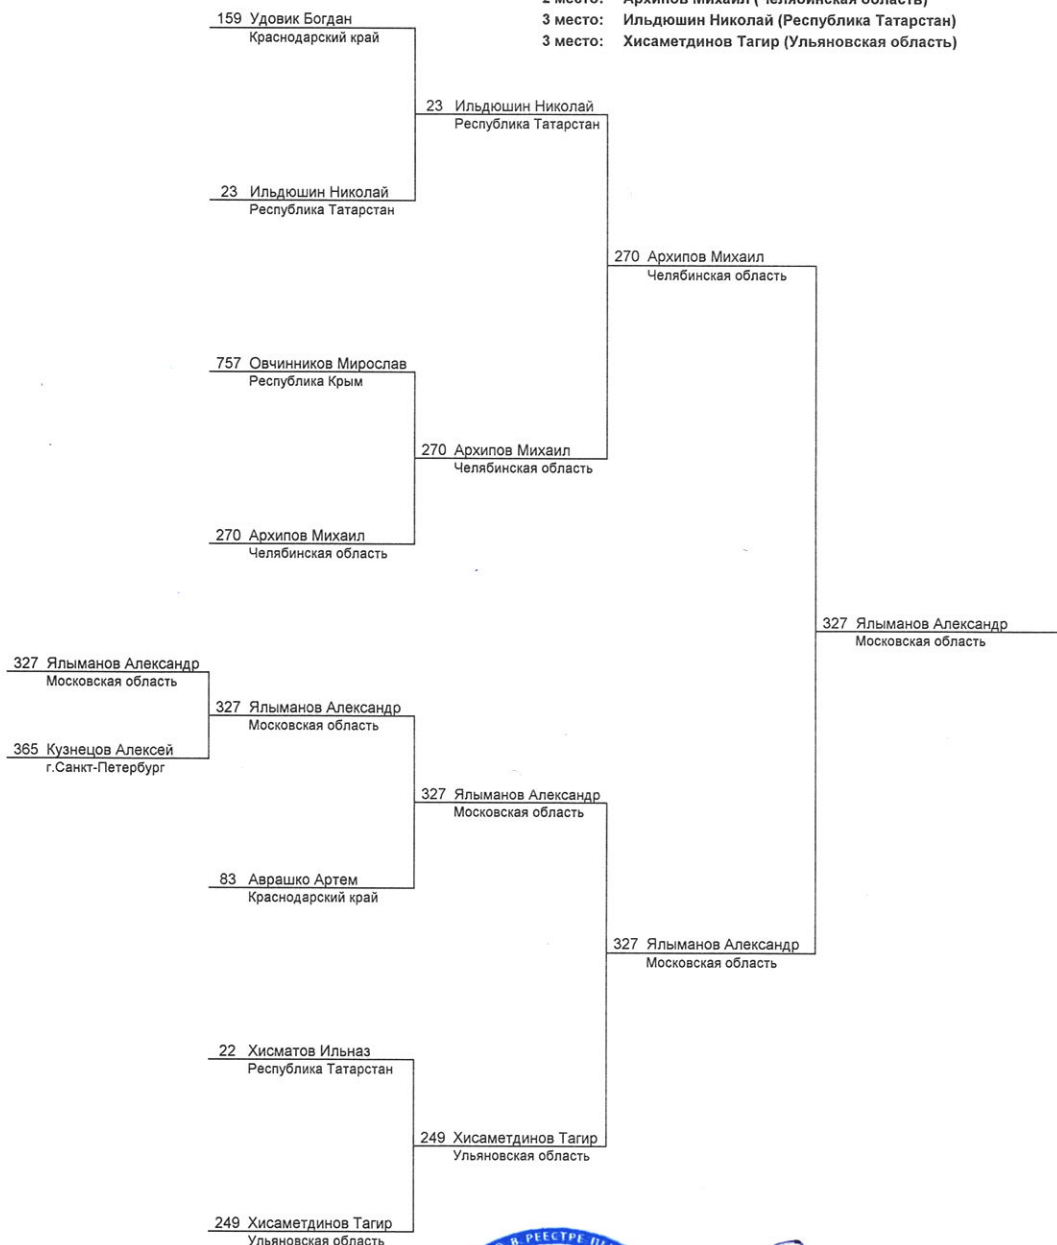 2 место: Архипов Михаил (Челябинская область)
159 Удовик Богдан
Краснодарский край
3 место: Ильдюшин Николай (Республика Татарстан)
3 место: Хисаметдинов Тагир (Ульяновская область)
23 Ильдюшин Николай
Республика Татарстан
23 Ильдюшин Николай
Республика Татарстан
270 Архипов Михаил
Челябинская область
757 Овчинников Мирослав
Республика Крым
270 Архипов Михаил
Челябинская область
270 Архипов Михаил
Челябинская область
327 Ялыманов Александр
Московская область
327 Ялыманов Александр
Московская область
327 Ялыманов Александр
Московская область
365 Кузнецов Алексей
г.Санкт-Петербург
327 Ялыманов Александр
Московская область
83 Аврашко Артем
Краснодарский край
327 Ялыманов Александр
Московская область
22 Хисматов Ильназ
Республика Татарстан
249 Хисаметдинов Тагир
Ульяновская область
249 Хисаметдинов Тагир
Ульяновская область
В РЕЕСТРЕ